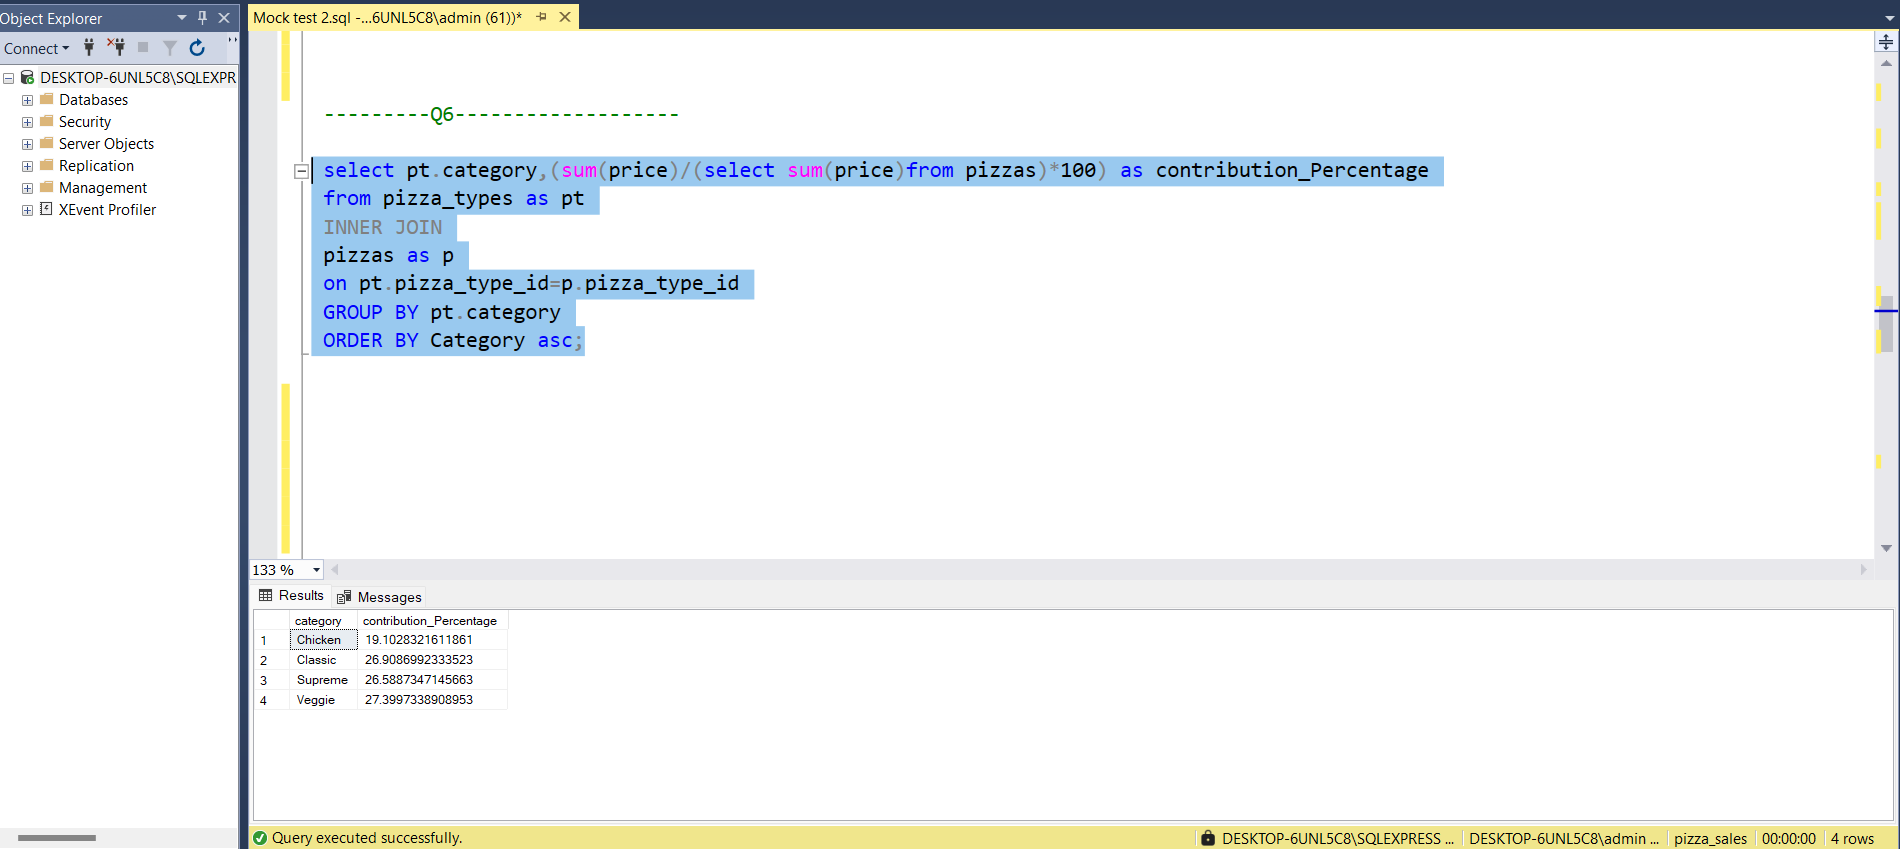 Object Explorer
Connect
DESKTOP-6UNL5C8\SQLEXPR
Databases
Security
Server Objects
Replication
Management
XEvent Profiler
Mock test 2.sql -...6UNL5C8\admin (61))*
---------Q6-------------------
select pt.category,(sum(price)/(select sum(price)from pizzas)*100) as contribution_Percentage
from pizza_types as pt
INNER JOIN
pizzas as p
on pt.pizza_type_id=p.pizza_type_id
GROUP BY pt.category
ORDER BY Category asc;
133 %
Results Messages
category contribution_Percentage
1 Chicken 19.1028321611861
2 Classic 26.9086992333523
3 Supreme 26.5887347145663
4 Veggie 27.3997338908953
Query executed successfully. DESKTOP-6UNL5C8\SQLEXPRESS ... DESKTOP-6UNL5C8\admin ... pizza_sales 00:00:00 4 rows